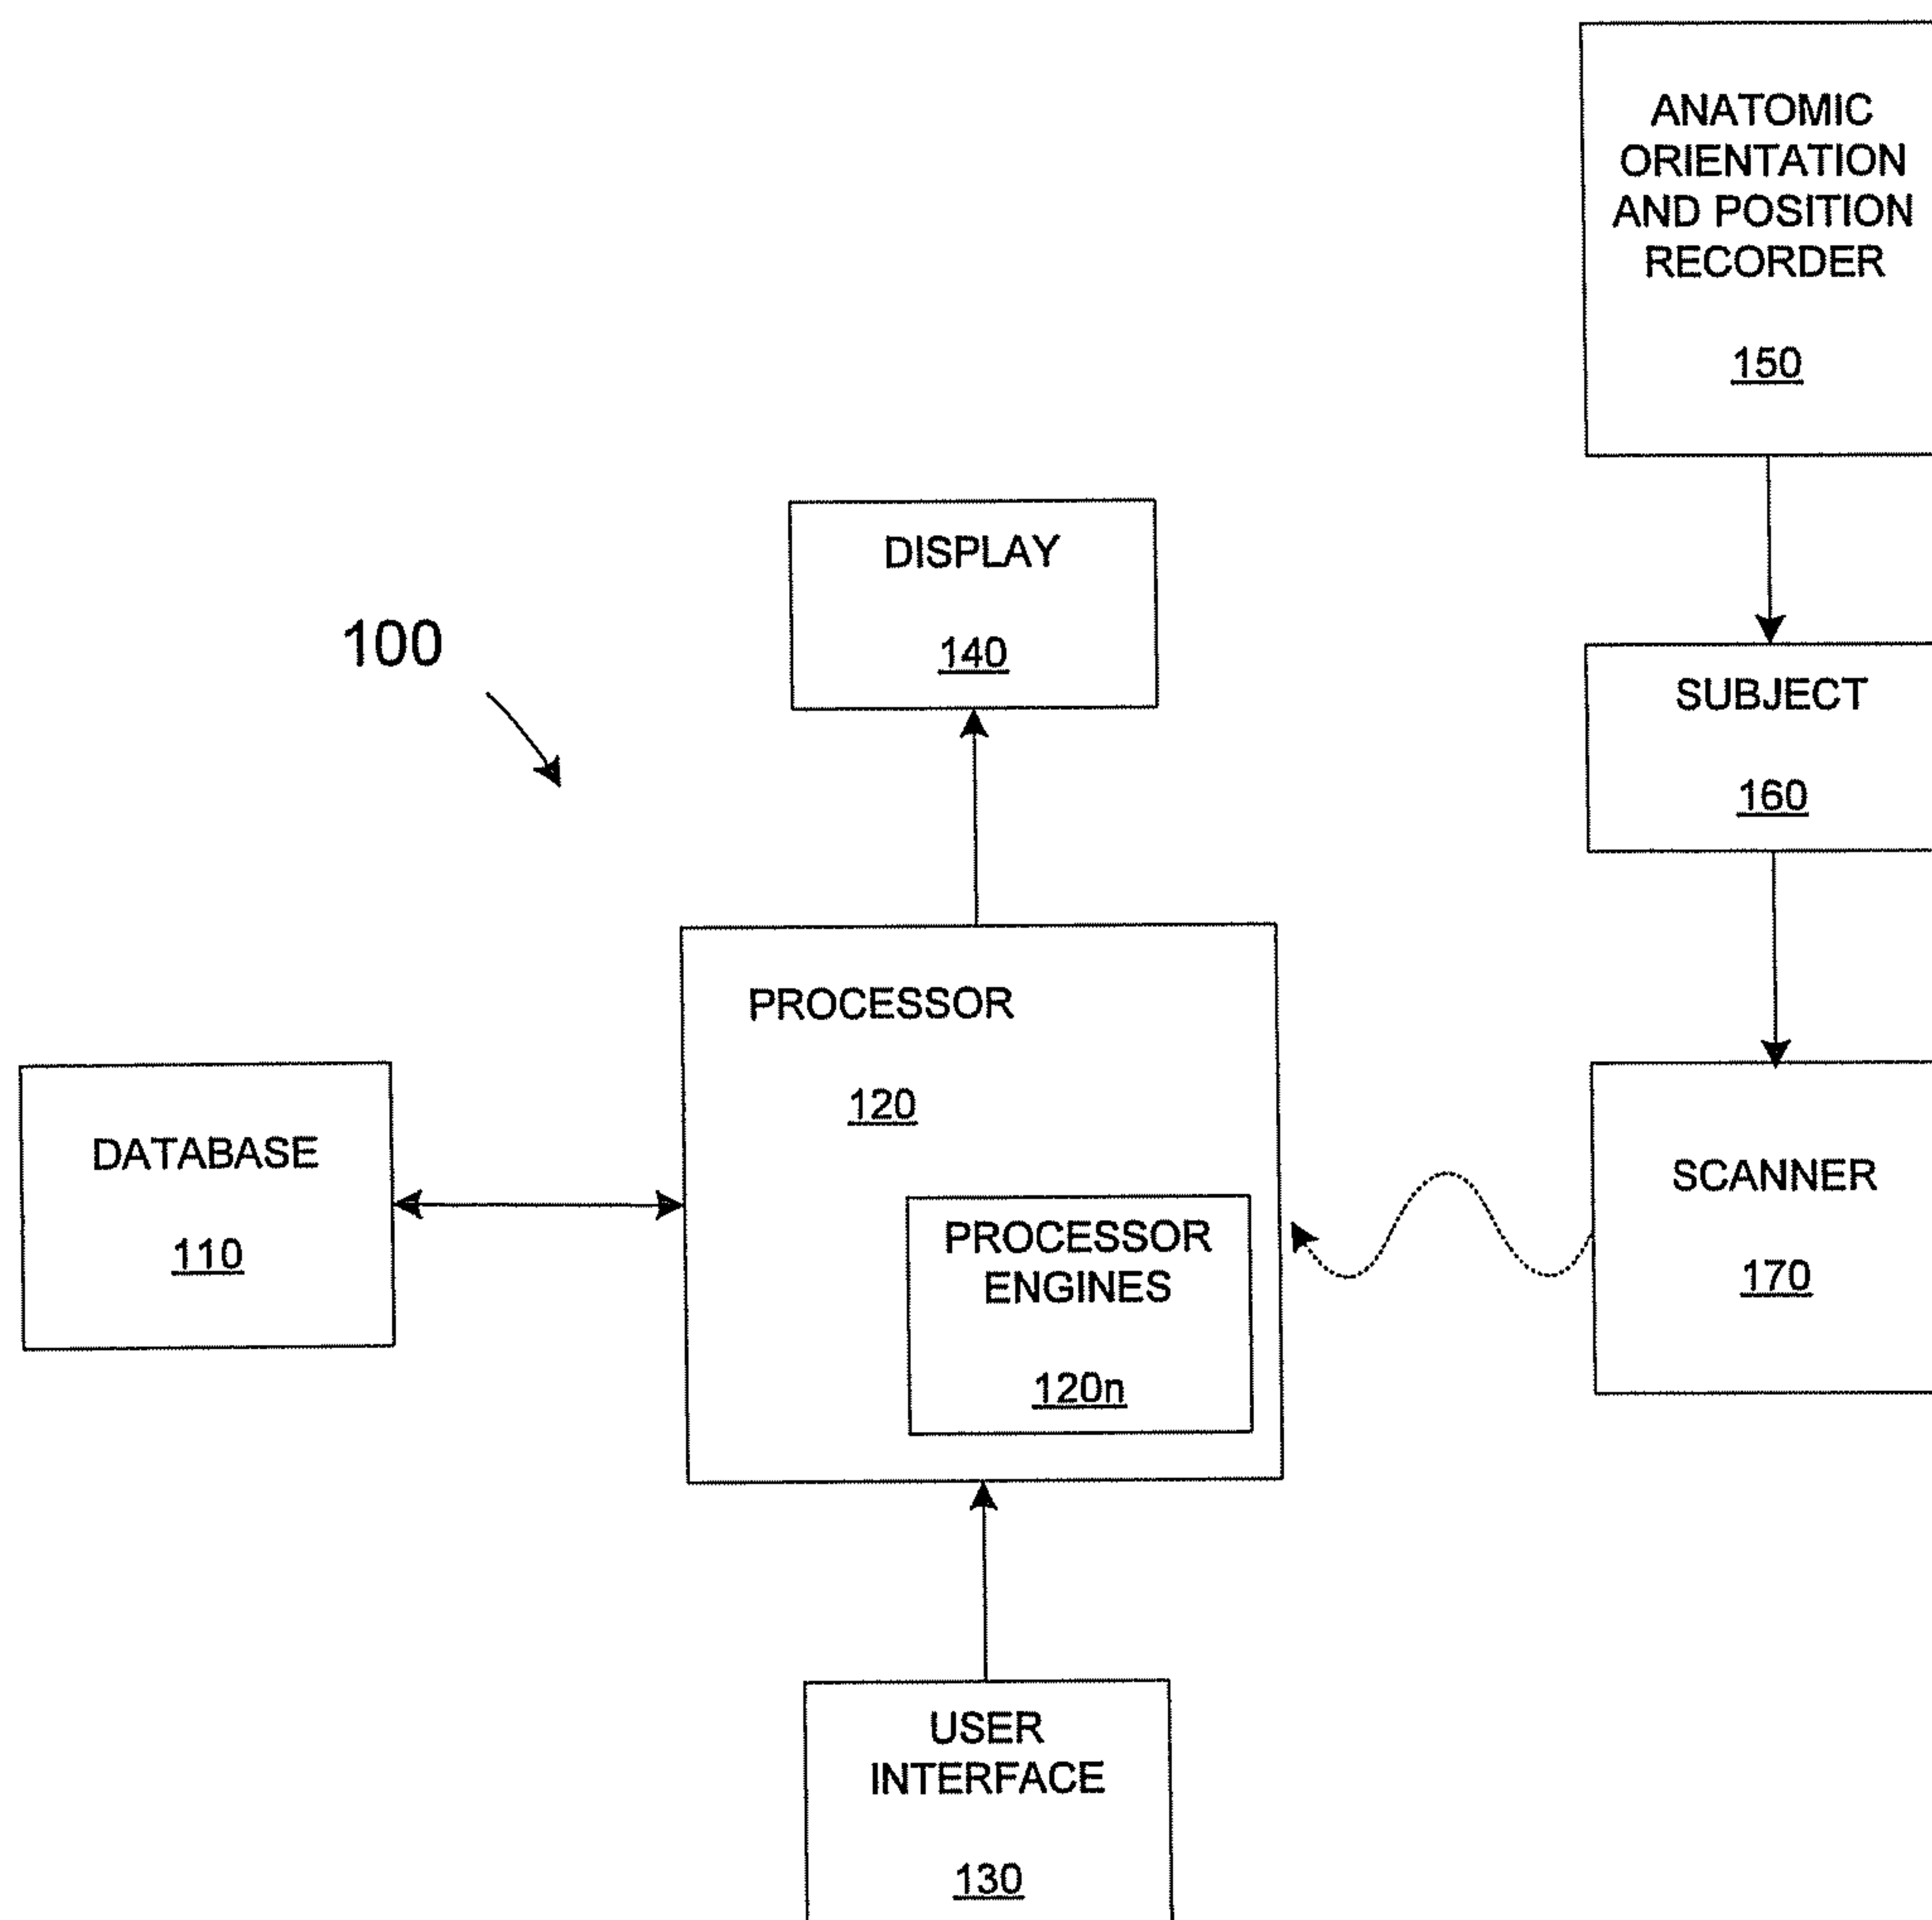 ANATOMIC
ORIENTATION
AND POSITION
RECORDER
150
DISPLAY
140
100
SUBJECT
160
PROCESSOR
120
DATABASE
110
PROCESSOR
ENGINES
120n
SCANNER
170
USER
INTERFACE
130